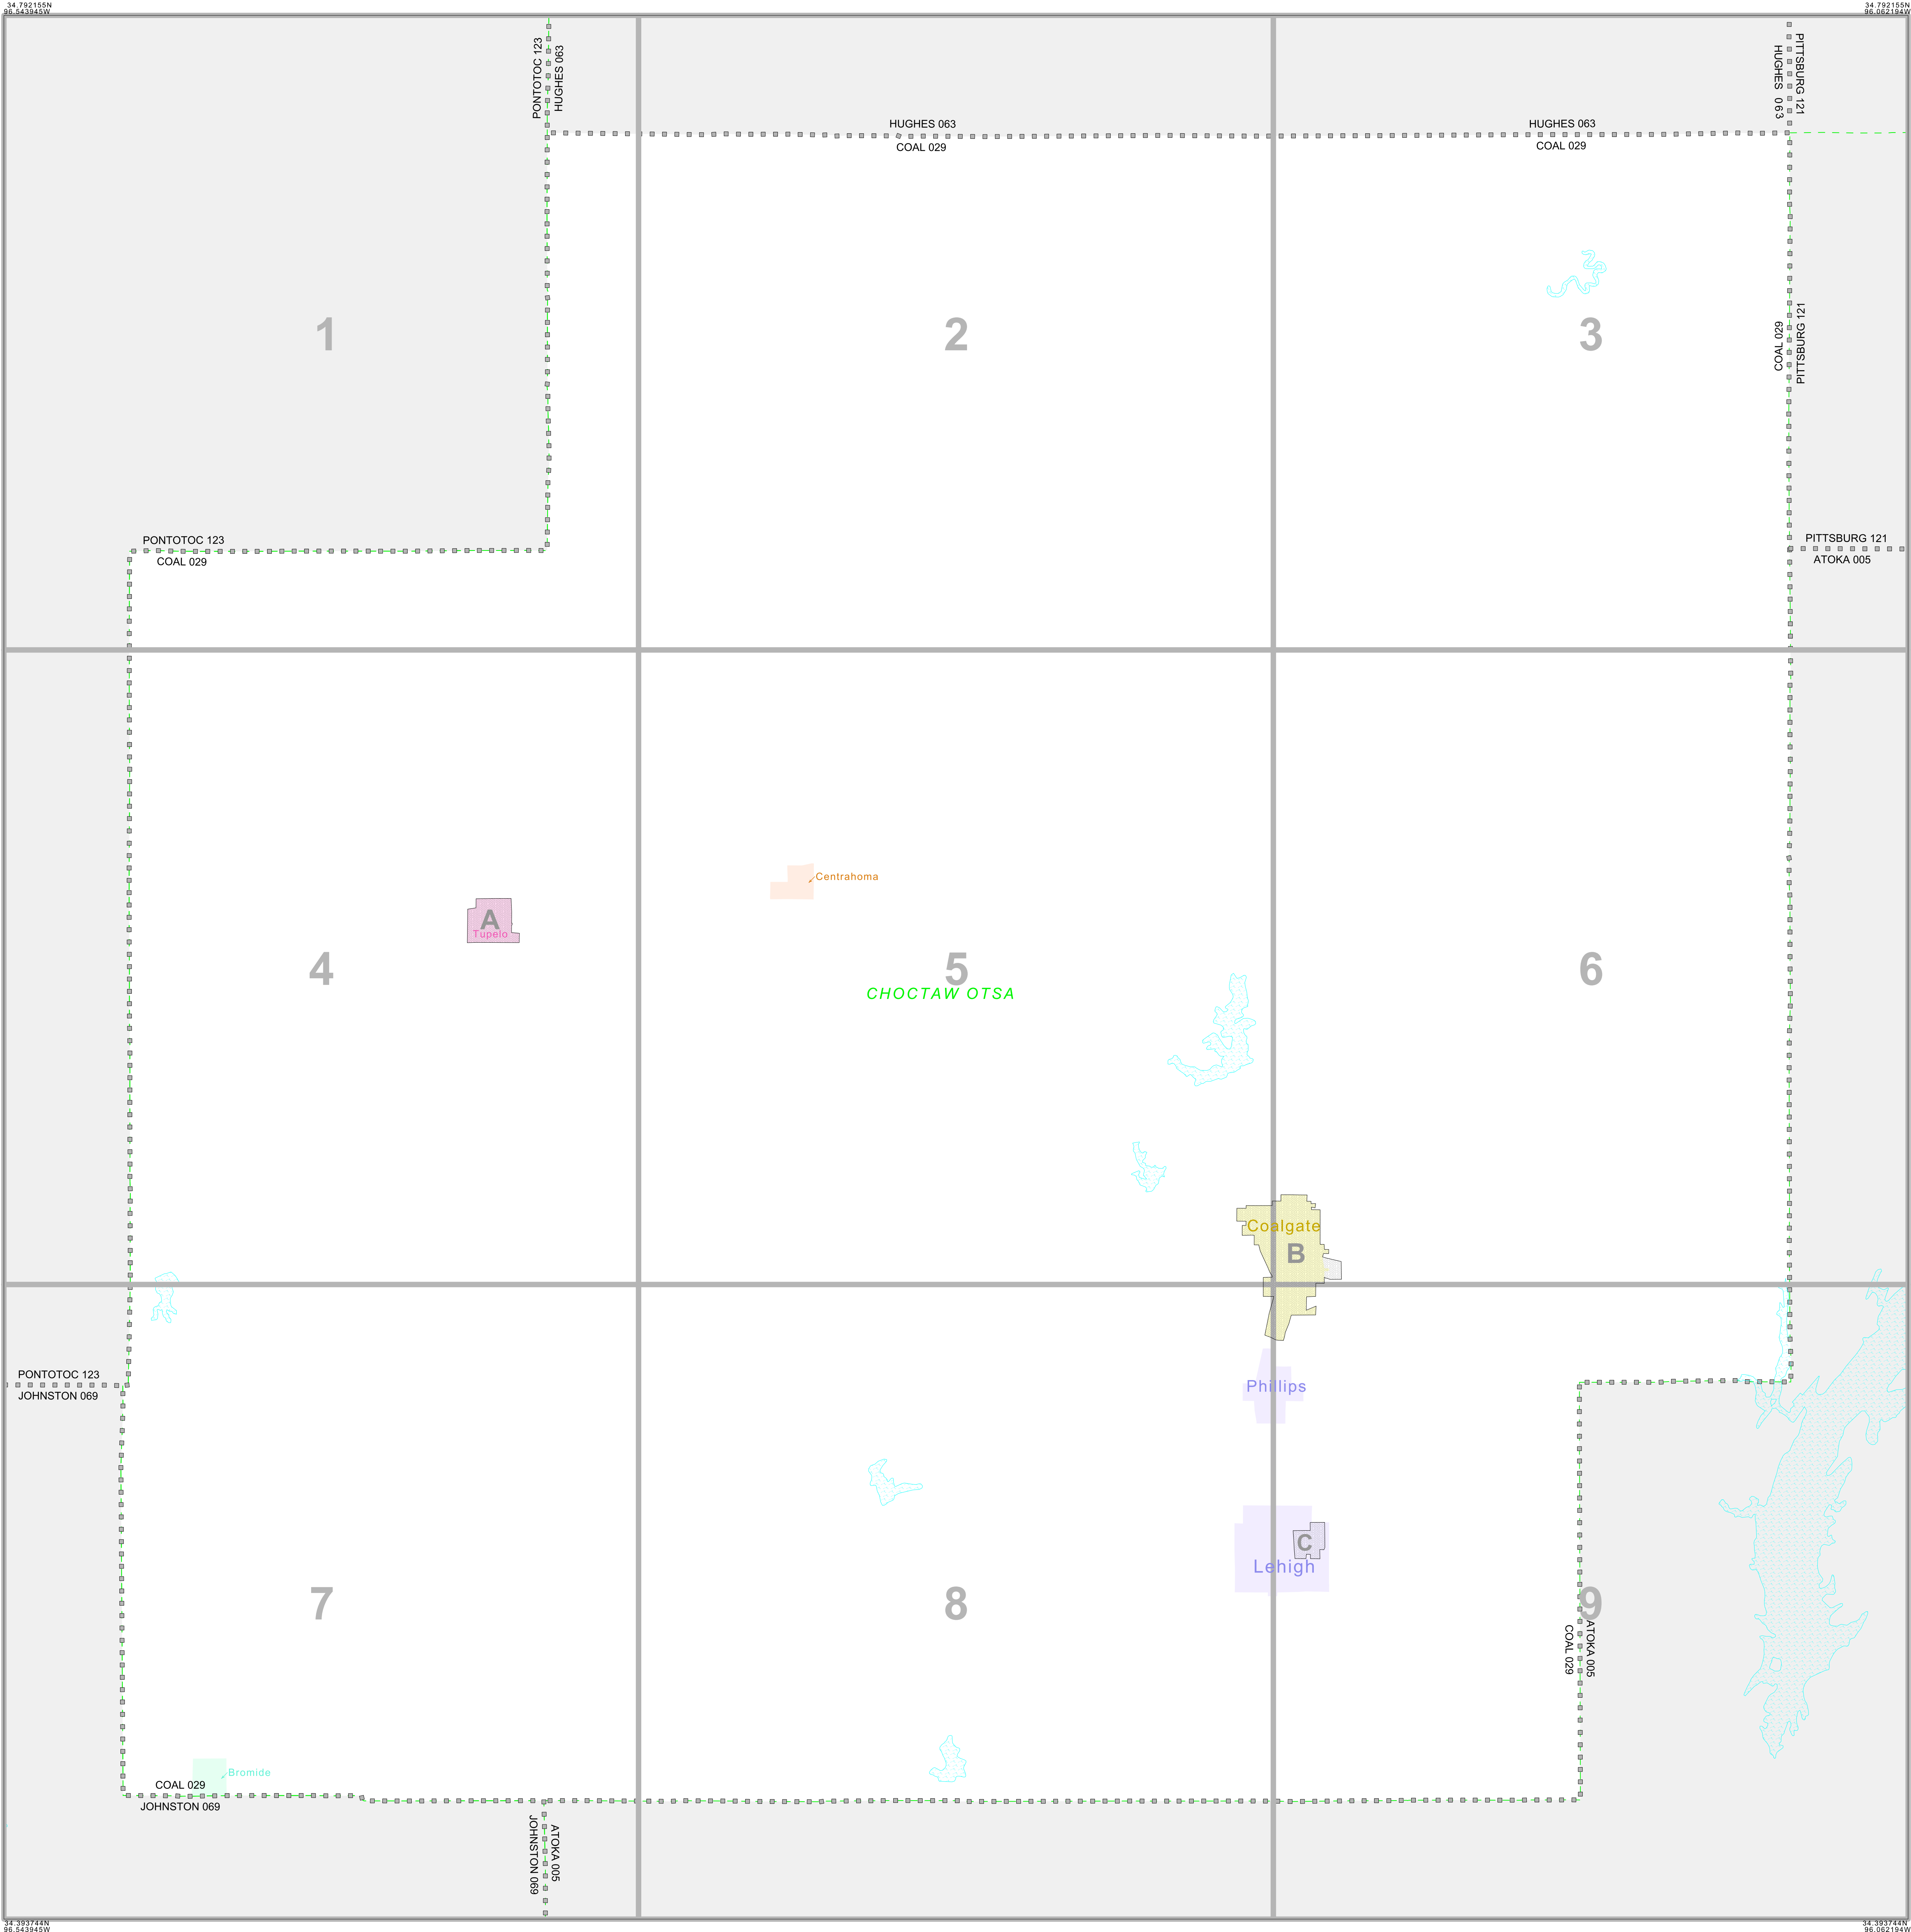 34.792155N
96.543945W
34.792155N
96.062194W
PONTOTOC 123
HUGHES 063
HUGHES 063
PITTSBURG 121
HUGHES 063
COAL 029
HUGHES 063
COAL 029
1
2
3
COAL 029
PITTSBURG 121
PONTOTOC 123
COAL 029
PITTSBURG 121
ATOKA 005
Centrahoma
A
Tupelo
4
5
6
CHOCTAW OTSA
Coalgate
B
PONTOTOC 123
JOHNSTON 069
Phillips
C
Lehigh
7
8
9
COAL 029
ATOKA 005
Bromide
COAL 029
JOHNSTON 069
JOHNSTON 069
ATOKA 005
34.393744N
96.543945W
34.393744N
96.062194W